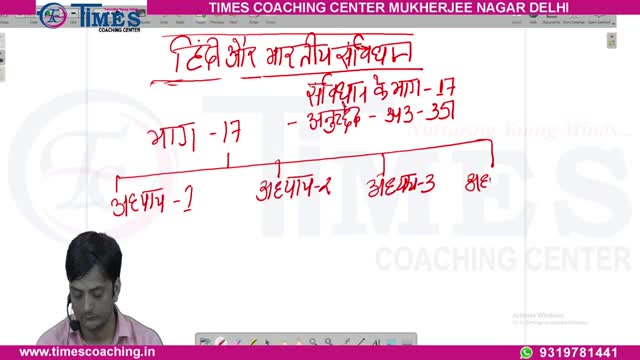 TIMES COACHING CENTER MUKHERJEE NAGAR DELHI
TIMES
COACHING CENTER
हिंदी और भारतीय संविधान
संविधान के भाग - 17
भाग - 17
- अनुच्छेद - 343 - 351
Nurturing Young Minds...
अध्याय - 1
अध्याय - 2
अध्याय - 3
अध्य
TIMES
COACHING CENTER
Activate Windows
www.timescoaching.in
9319781441